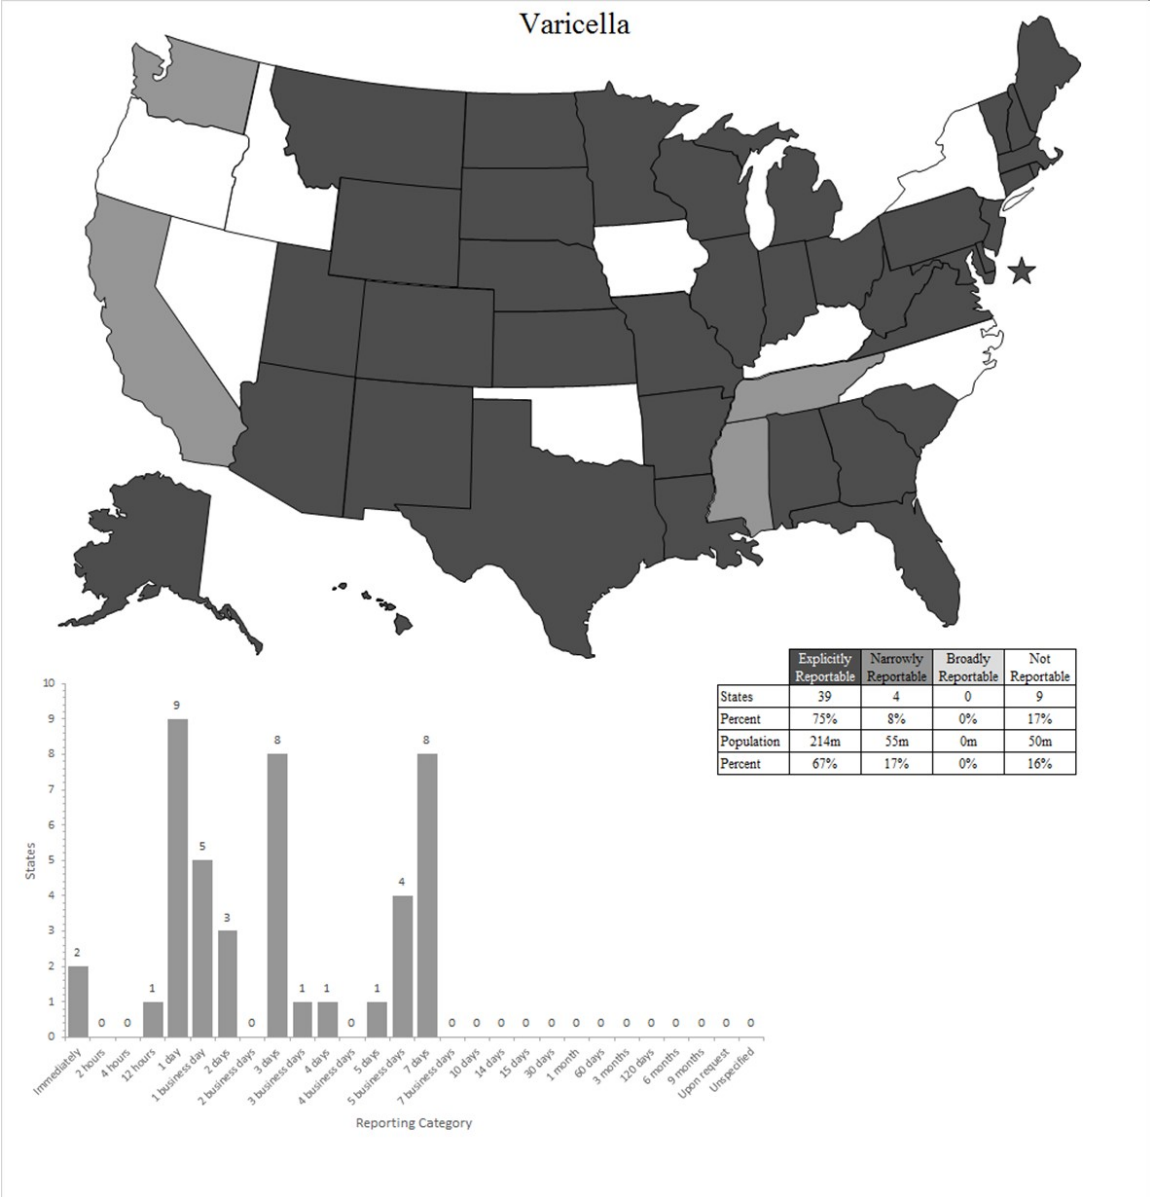 Varicella
Explicitly Reportable Narrowly Reportable Broadly Reportable Not Reportable
States 39 4 0 9
Percent 75% 8% 0% 17%
Population 214m 55m 0m 50m
Percent 67% 17% 0% 16%
10
9
8
7
6
5
4
3
2
1
0
States
2 0 0 1 9 5 3 0 8 1 1 0 1 4 8 0 0 0 0 0 0 0 0 0 0 0 0 0
Immediately
2 hours
4 hours
12 hours
1 day
1 business day
2 days
2 business days
3 days
3 business days
4 days
4 business days
5 days
5 business days
7 days
7 business days
10 days
14 days
15 days
30 days
1 month
60 days
3 months
120 days
6 months
9 months
Upon request
Unspecified
Reporting Category